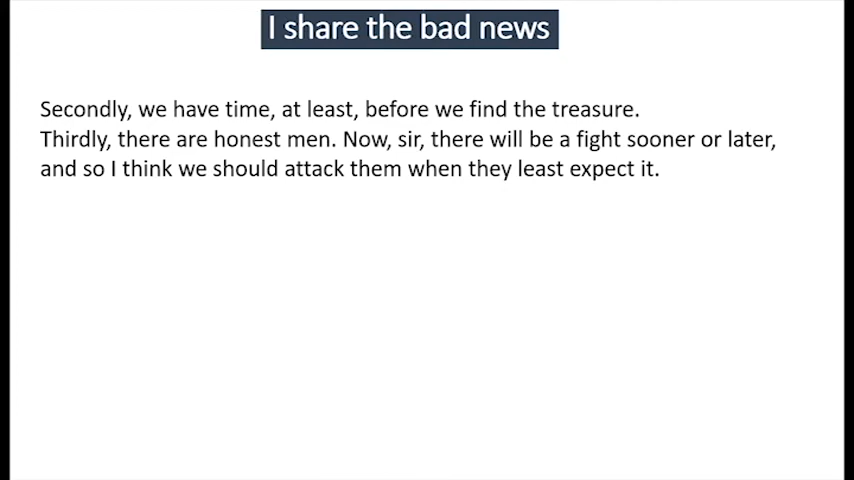 I share the bad news
Secondly, we have time, at least, before we find the treasure.
Thirdly, there are honest men. Now, sir, there will be a fight sooner or later,
and so I think we should attack them when they least expect it.